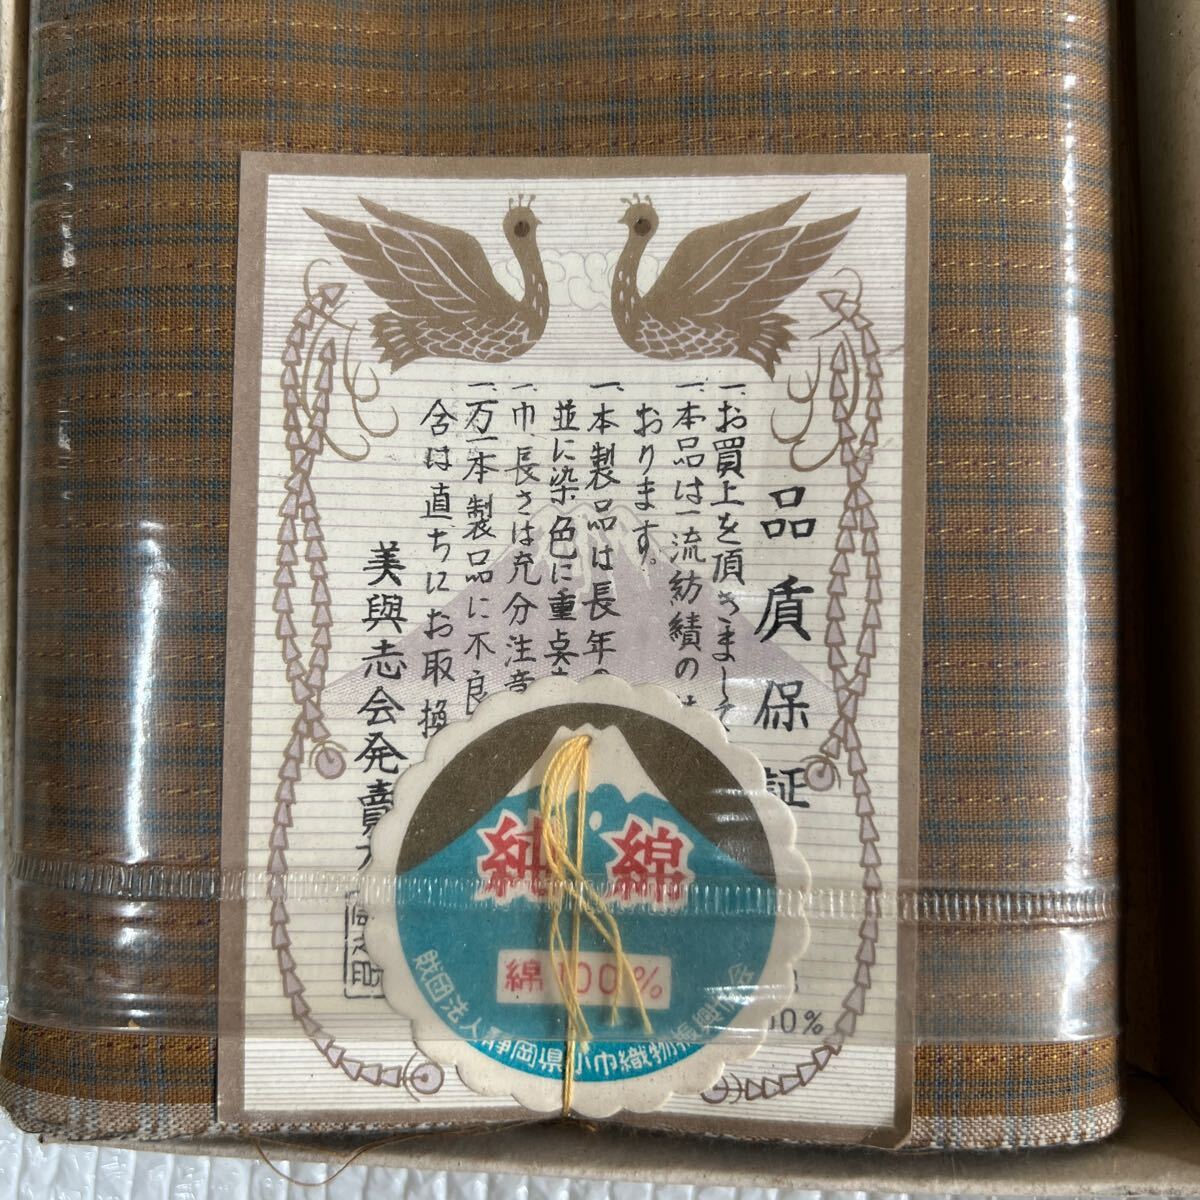 品質保証
一、お買上を頂きまして
一、本品は一流紡績の
おります。
一、本製品は長年の
並に染色に重点
一、巾、長さは充分注意
一、万一本製品に不良
合は直ちにお取換
美與志会発賣
00%
純綿
綿100%
財団法人静岡県小巾織物振興